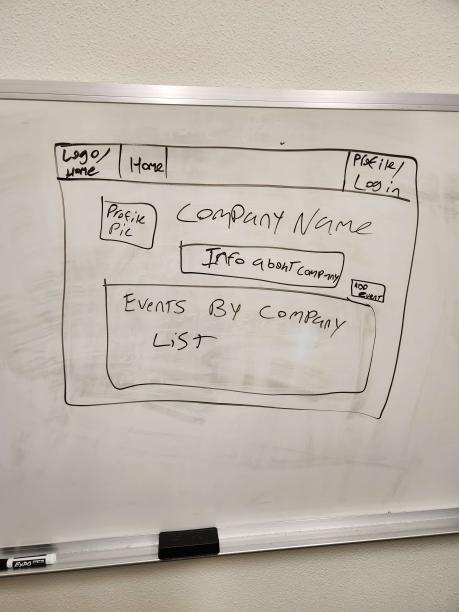 Logo/
Home
Home
Profile/
Login
Profile
Pic
Company Name
Info about company
ADD
EVENT
Events By Company
List
EXPO